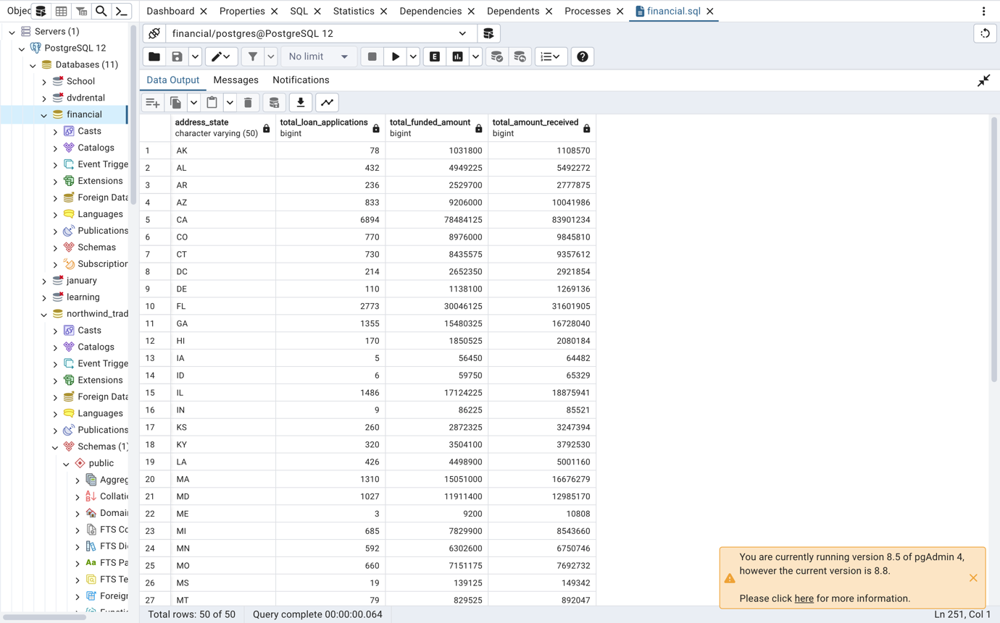 Objec
Dashboard
Properties
SQL
Statistics
Dependencies
Dependents
Processes
financial.sql
Servers (1)
PostgreSQL 12
Databases (11)
School
dvdrental
financial
Casts
Catalogs
Event Trigge
Extensions
Foreign Data
Languages
Publications
Schemas
Subscription
january
learning
northwind_trad
Casts
Catalogs
Event Trigge
Extensions
Foreign Data
Languages
Publications
Schemas (1)
public
Aggreg
Collatio
Domai
FTS Co
FTS Di
Aa FTS Pa
FTS Te
Foreig
financial/postgres@PostgreSQL 12
No limit
E
Data Output Messages Notifications
address_state total_loan_applications total_funded_amount total_amount_received
character varying (50) bigint bigint bigint
1 AK 78 1031800 1108570
2 AL 432 4949225 5492272
3 AR 236 2529700 2777875
4 AZ 833 9206000 10041986
5 CA 6894 78484125 83901234
6 CO 770 8976000 9845810
7 CT 730 8435575 9357612
8 DC 214 2652350 2921854
9 DE 110 1138100 1269136
10 FL 2773 30046125 31601905
11 GA 1355 15480325 16728040
12 HI 170 1850525 2080184
13 IA 5 56450 64482
14 ID 6 59750 65329
15 IL 1486 17124225 18875941
16 IN 9 86225 85521
17 KS 260 2872325 3247394
18 KY 320 3504100 3792530
19 LA 426 4498900 5001160
20 MA 1310 15051000 16676279
21 MD 1027 11911400 12985170
22 ME 3 9200 10808
23 MI 685 7829900 8543660
24 MN 592 6302600 6750746
25 MO 660 7151175 7692732
26 MS 19 139125 149342
27 MT 79 829525 892047
You are currently running version 8.5 of pgAdmin 4,
however the current version is 8.8.
Please click here for more information.
Total rows: 50 of 50 Query complete 00:00:00.064 Ln 251, Col 1